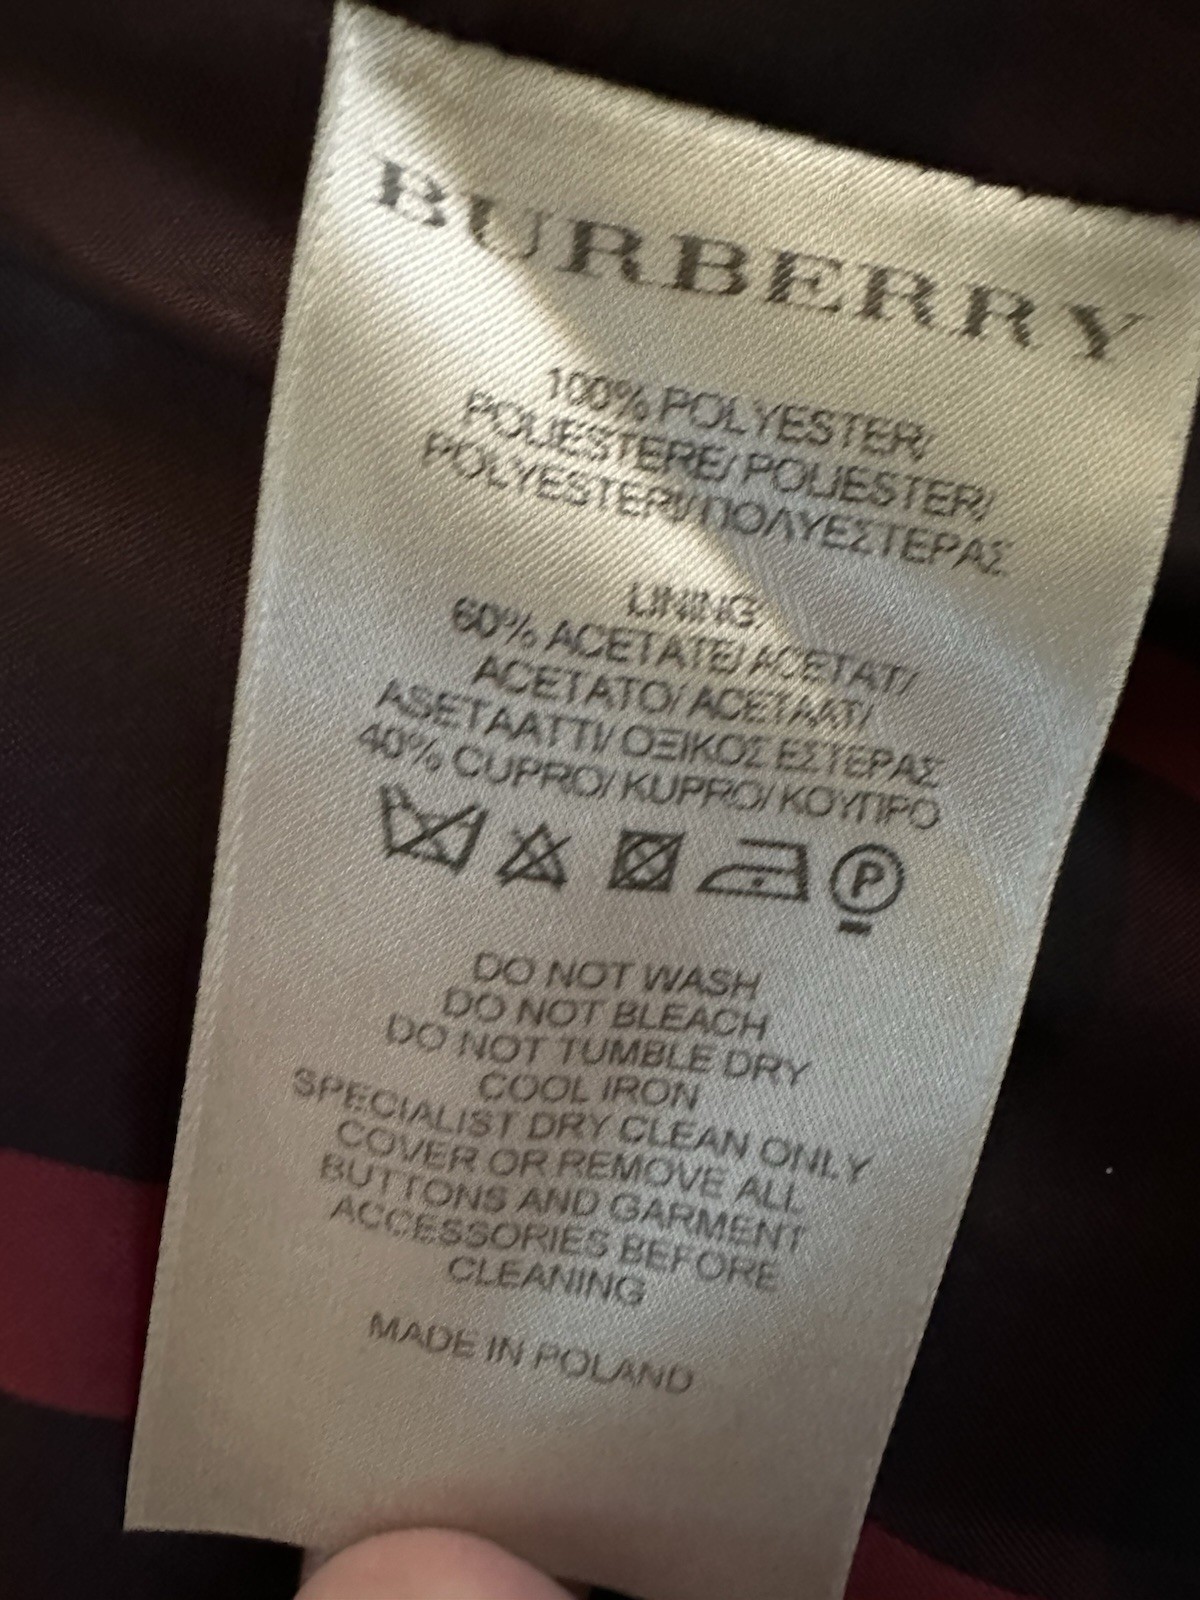 BURBERRY
100% POLYESTER/
POLIESTERE/ POLIESTER/
POLYESTERI/ ΠΟΛΥΕΣΤΕΡΑΣ
LINING
60% ACETATE/ ACETAT/
ACETATO/ ACETAAT/
ASETAATTI/ ΟΞΙΚΟΣ ΕΣΤΕΡΑΣ
40% CUPRO/ KUPRO/ ΚΟΥΠΡΟ
P
DO NOT WASH
DO NOT BLEACH
DO NOT TUMBLE DRY
COOL IRON
SPECIALIST DRY CLEAN ONLY
COVER OR REMOVE ALL
BUTTONS AND GARMENT
ACCESSORIES BEFORE
CLEANING
MADE IN POLAND